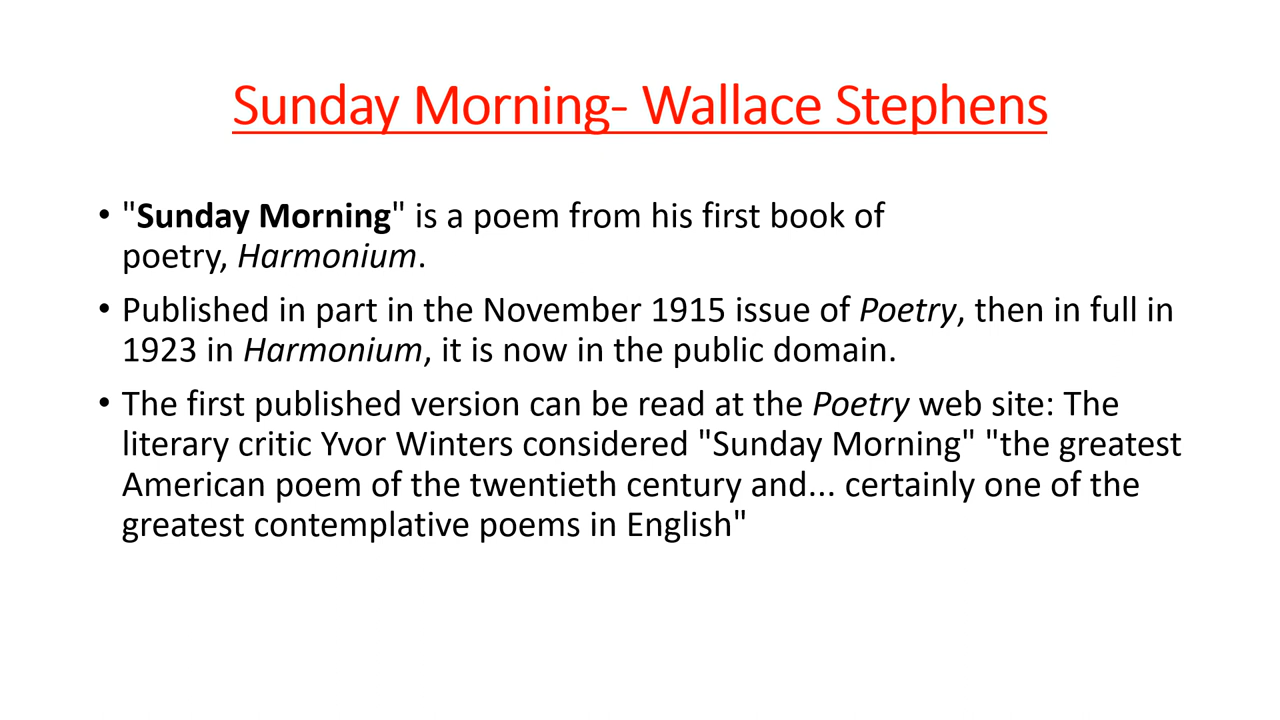 Sunday Morning- Wallace Stephens
• "Sunday Morning" is a poem from his first book of
poetry, Harmonium.
• Published in part in the November 1915 issue of Poetry, then in full in
1923 in Harmonium, it is now in the public domain.
• The first published version can be read at the Poetry web site: The
literary critic Yvor Winters considered "Sunday Morning" "the greatest
American poem of the twentieth century and... certainly one of the
greatest contemplative poems in English"